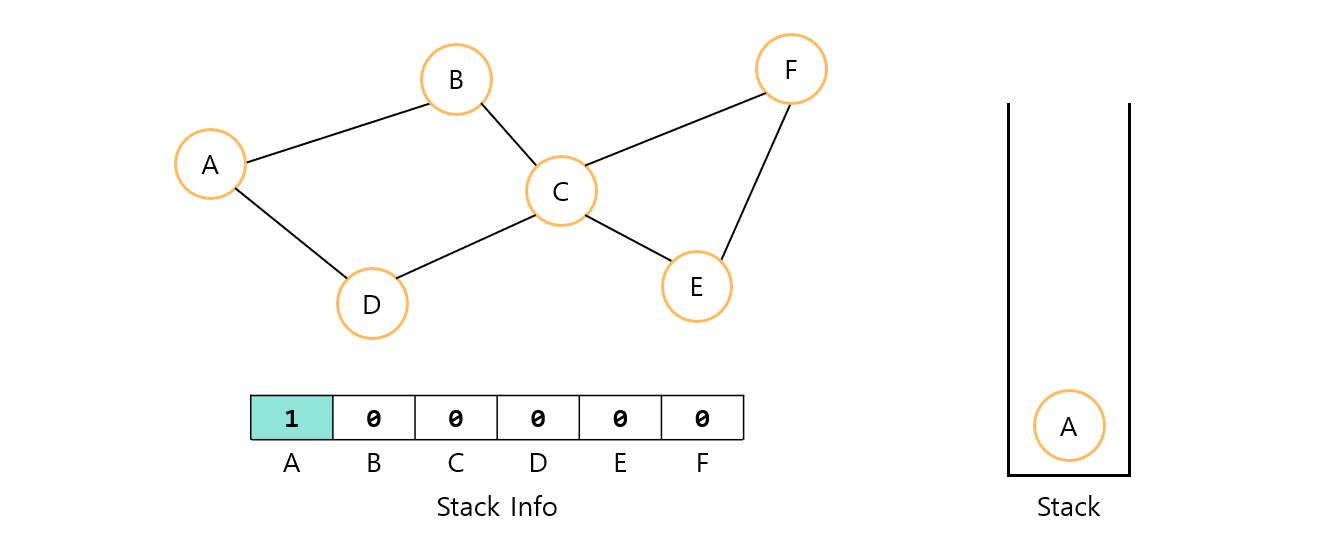 B
F
A
C
E
D
1 0 0 0 0 0
A B C D E F
Stack Info
A
Stack